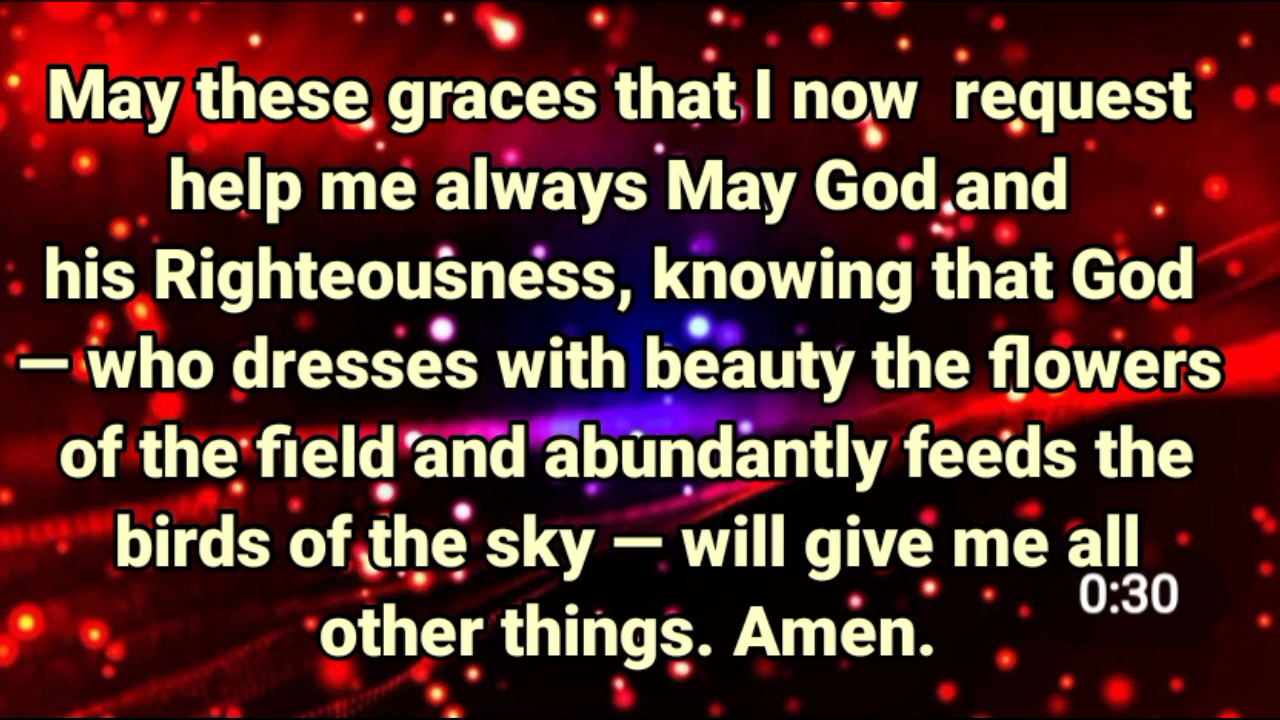 May these graces that I now  request
help me always May God and
his Righteousness, knowing that God
— who dresses with beauty the flowers
of the field and abundantly feeds the
birds of the sky — will give me all
0:30
other things. Amen.